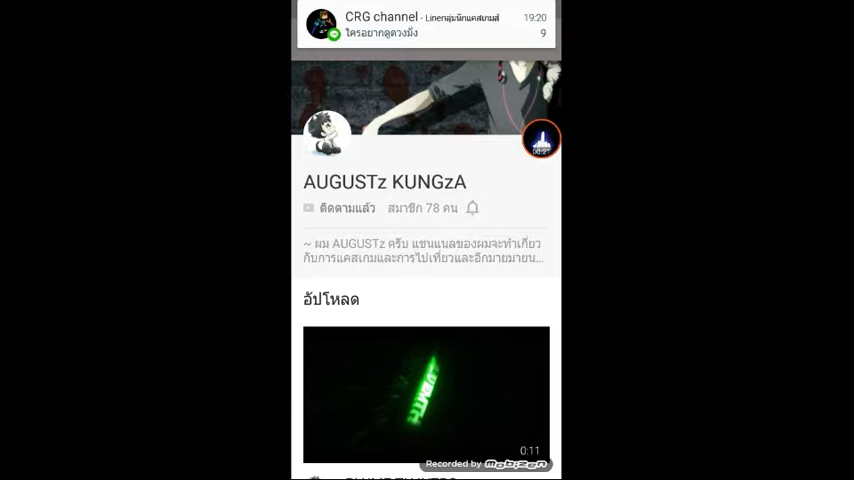 CRG channel - Lineกลุ่มนักแคสเกมส์ 19:20
ใครอยากดูดวงมั่ง 9
00:21
AUGUSTz KUNGzA
ติดตามแล้ว สมาชิก 78 คน
~ ผม AUGUSTz ครับ แชนแนลของผมจะทำเกี่ยว
กับการแคสเกมและการไปเที่ยวและอีกมายมายน...
อัปโหลด
0:11
Recorded by mobizen